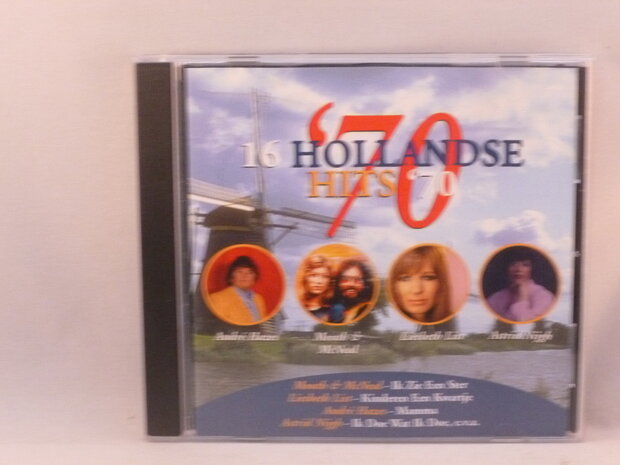 '70
16 HOLLANDSE
HITS '70
André Hazes
Mouth &
McNeal
Liesbeth List
Astrid Nijgh
Mouth & McNeal - Ik Zie Een Ster
Liesbeth List - Kinderen Een Kwartje
André Hazes - Mamma
Astrid Nijgh - Ik Doe Wat Ik Doe, e.v.a.